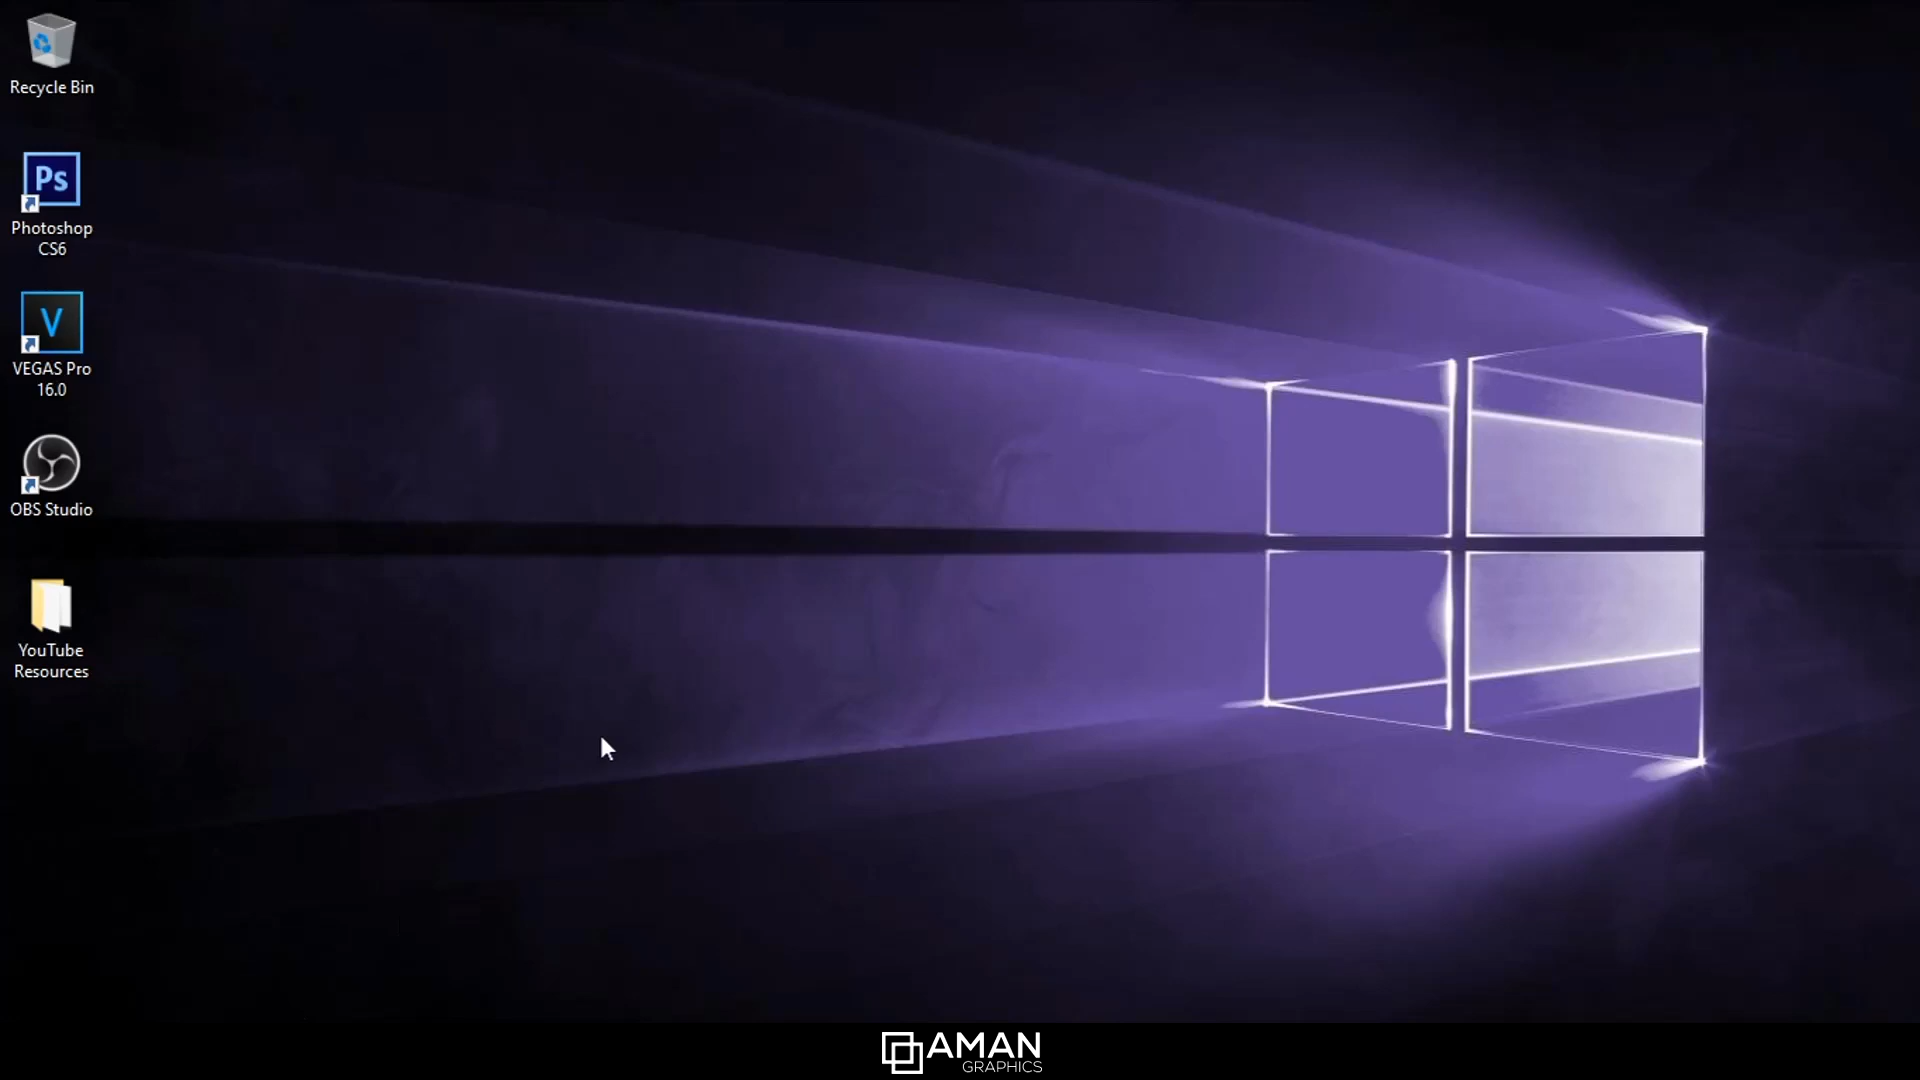 Recycle Bin
Ps
Photoshop
CS6
V
VEGAS Pro
16.0
OBS Studio
YouTube
Resources
AMAN
GRAPHICS